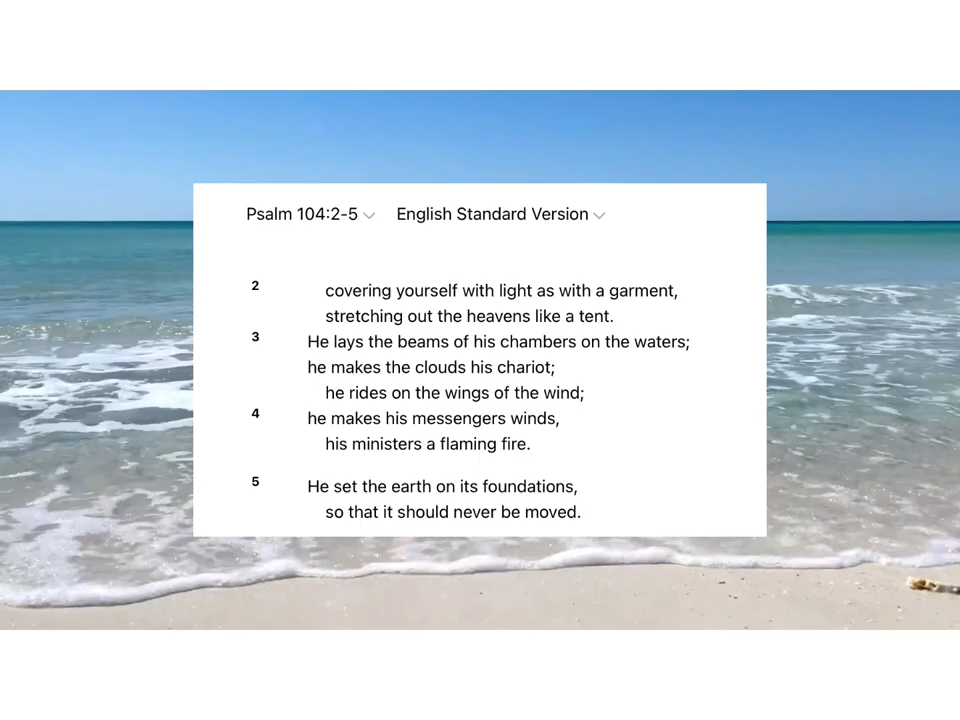 Psalm 104:2-5 English Standard Version
2 covering yourself with light as with a garment,
stretching out the heavens like a tent.
3 He lays the beams of his chambers on the waters;
he makes the clouds his chariot;
he rides on the wings of the wind;
4 he makes his messengers winds,
his ministers a flaming fire.
5 He set the earth on its foundations,
so that it should never be moved.